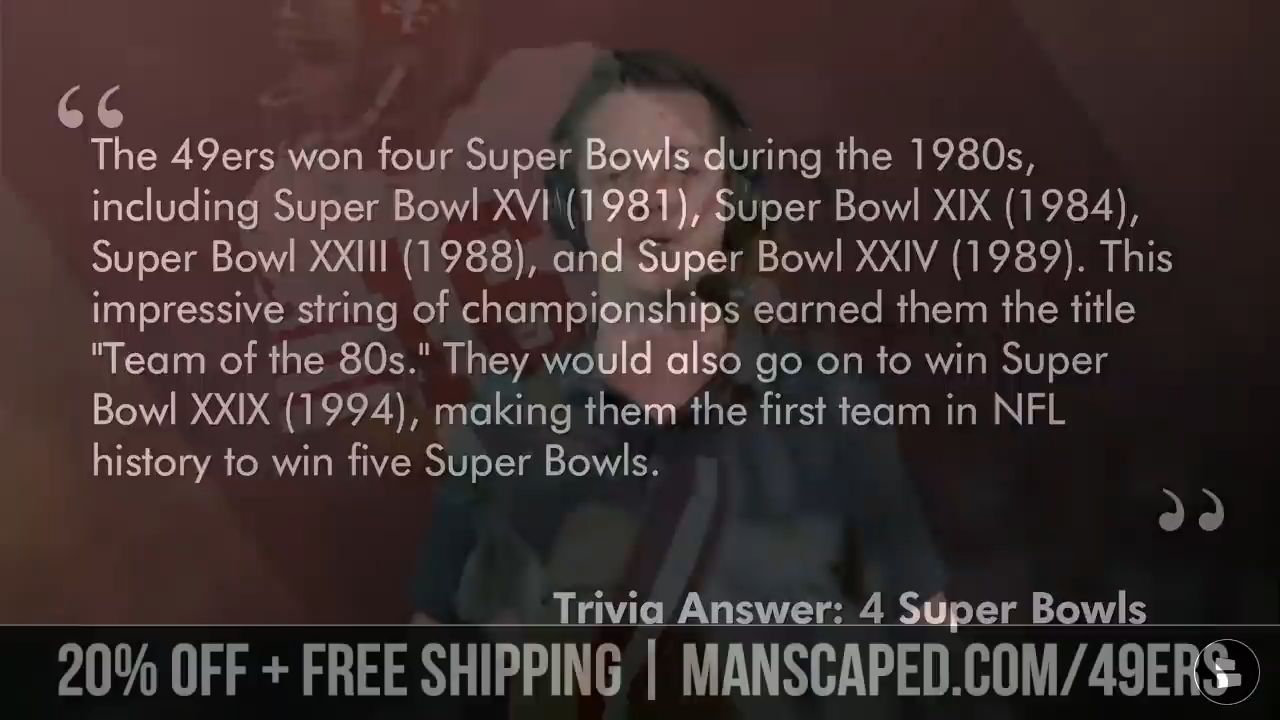 “
The 49ers won four Super Bowls during the 1980s,
including Super Bowl XVI (1981), Super Bowl XIX (1984),
Super Bowl XXIII (1988), and Super Bowl XXIV (1989). This
impressive string of championships earned them the title
"Team of the 80s." They would also go on to win Super
Bowl XXIX (1994), making them the first team in NFL
history to win five Super Bowls.
”
Trivia Answer: 4 Super Bowls
20% OFF + FREE SHIPPING | MANSCAPED.COM/49ERS